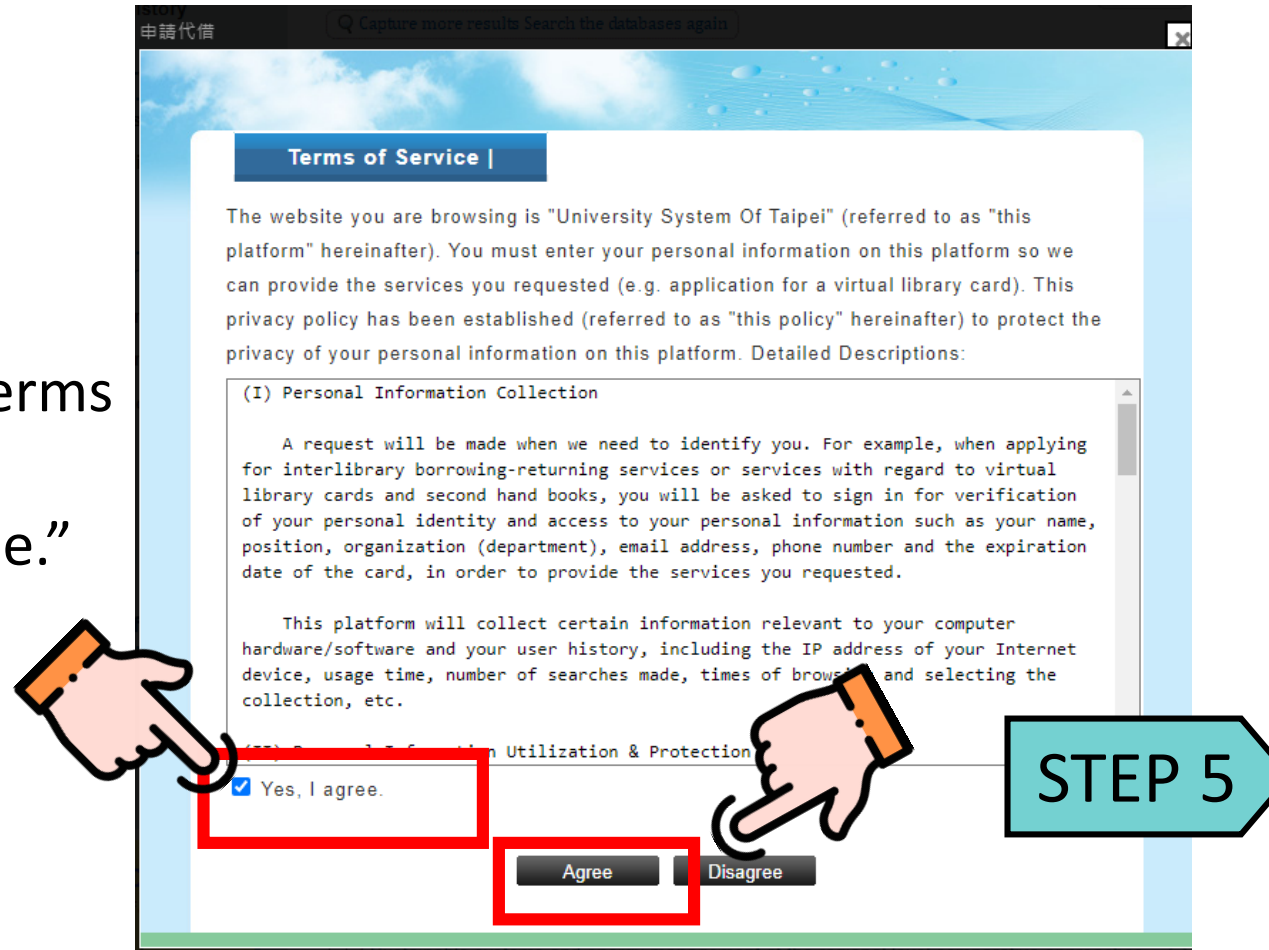 istory
申請代借
Capture more results Search the databases again
Terms of Service |
The website you are browsing is "University System Of Taipei" (referred to as "this
platform" hereinafter). You must enter your personal information on this platform so we
can provide the services you requested (e.g. application for a virtual library card). This
privacy policy has been established (referred to as "this policy" hereinafter) to protect the
privacy of your personal information on this platform. Detailed Descriptions:
erms
e.”
(I) Personal Information Collection
A request will be made when we need to identify you. For example, when applying
for interlibrary borrowing-returning services or services with regard to virtual
library cards and second hand books, you will be asked to sign in for verification
of your personal identity and access to your personal information such as your name,
position, organization (department), email address, phone number and the expiration
date of the card, in order to provide the services you requested.
This platform will collect certain information relevant to your computer
hardware/software and your user history, including the IP address of your Internet
device, usage time, number of searches made, times of and selecting the
collection, etc.
Utilization & Protection
Yes, I agree.
STEP 5
Agree
Disagree